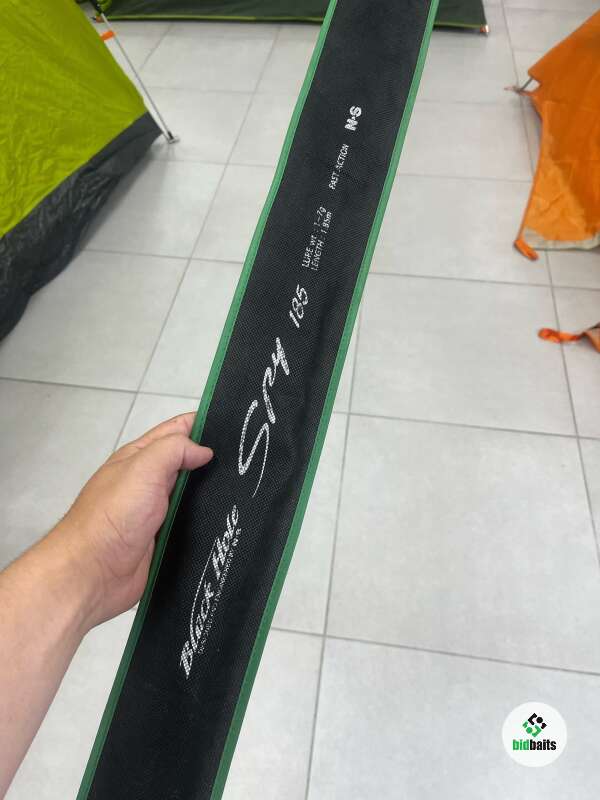 Black Hole
Spy 185
LURE wt. : 1-7g
LENGTH : 1.85m
FAST ACTION
N·S
bidbaits